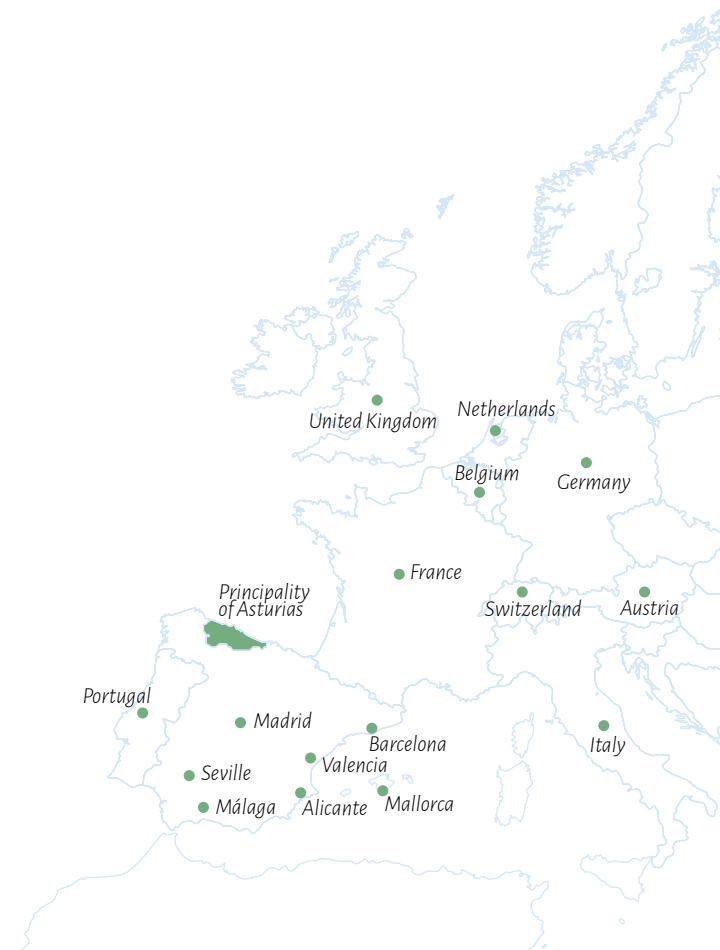 Netherlands
United Kingdom
Belgium
Germany
France
Principality
of Asturias
Switzerland
Austria
Portugal
Madrid
Barcelona
Italy
Valencia
Seville
Mallorca
Málaga
Alicante